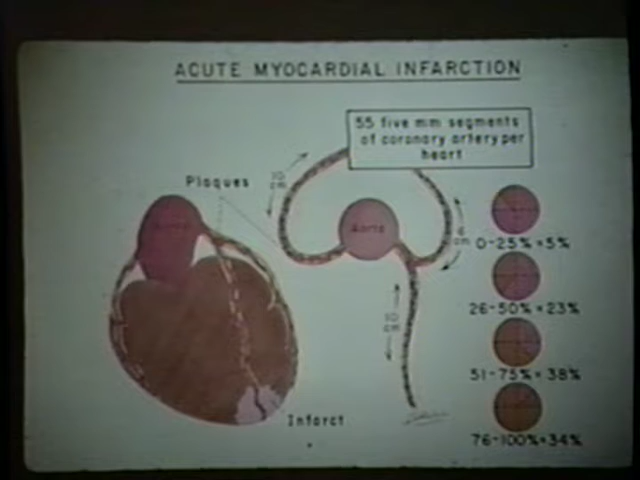 ACUTE MYOCARDIAL INFARCTION
55 five mm segments
of coronary artery per
heart
Plaques
10
cm
Aorta
6
cm
10
cm
0-25%=5%
26-50%=23%
51-75%=38%
76-100%=34%
Infarct